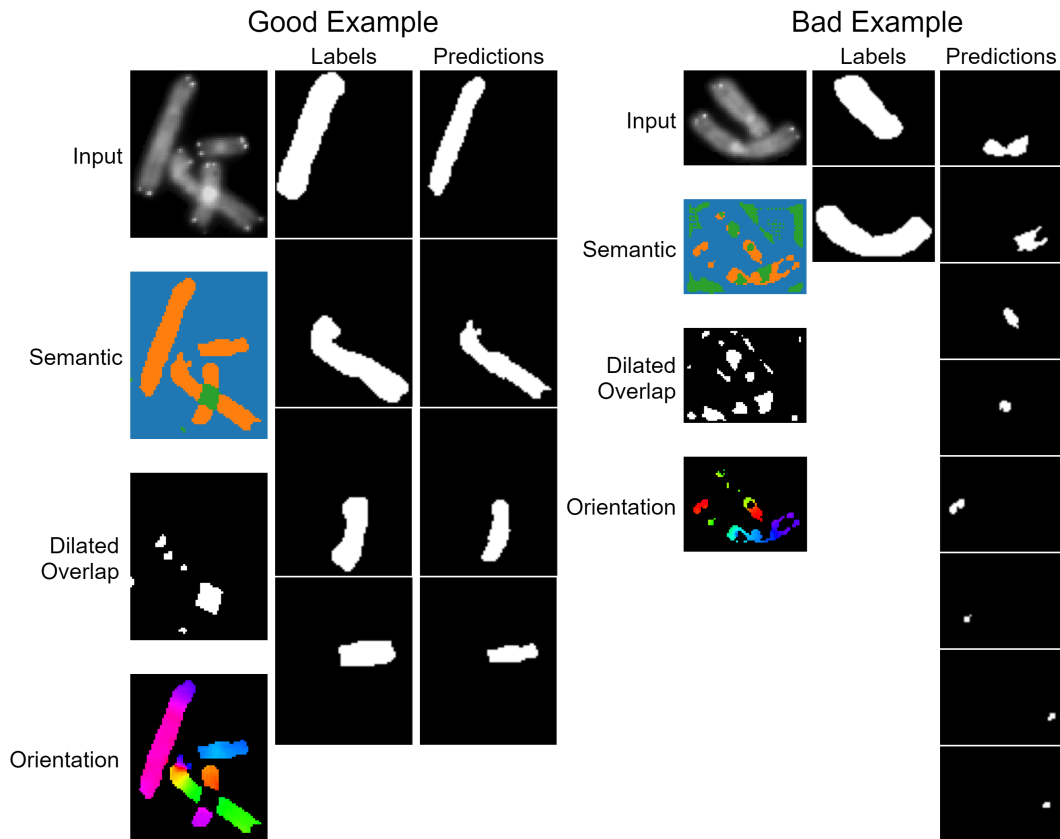 Good Example
Labels
Predictions
Input
Semantic
Dilated
Overlap
Orientation
Bad Example
Labels
Predictions
Input
Semantic
Dilated
Overlap
Orientation